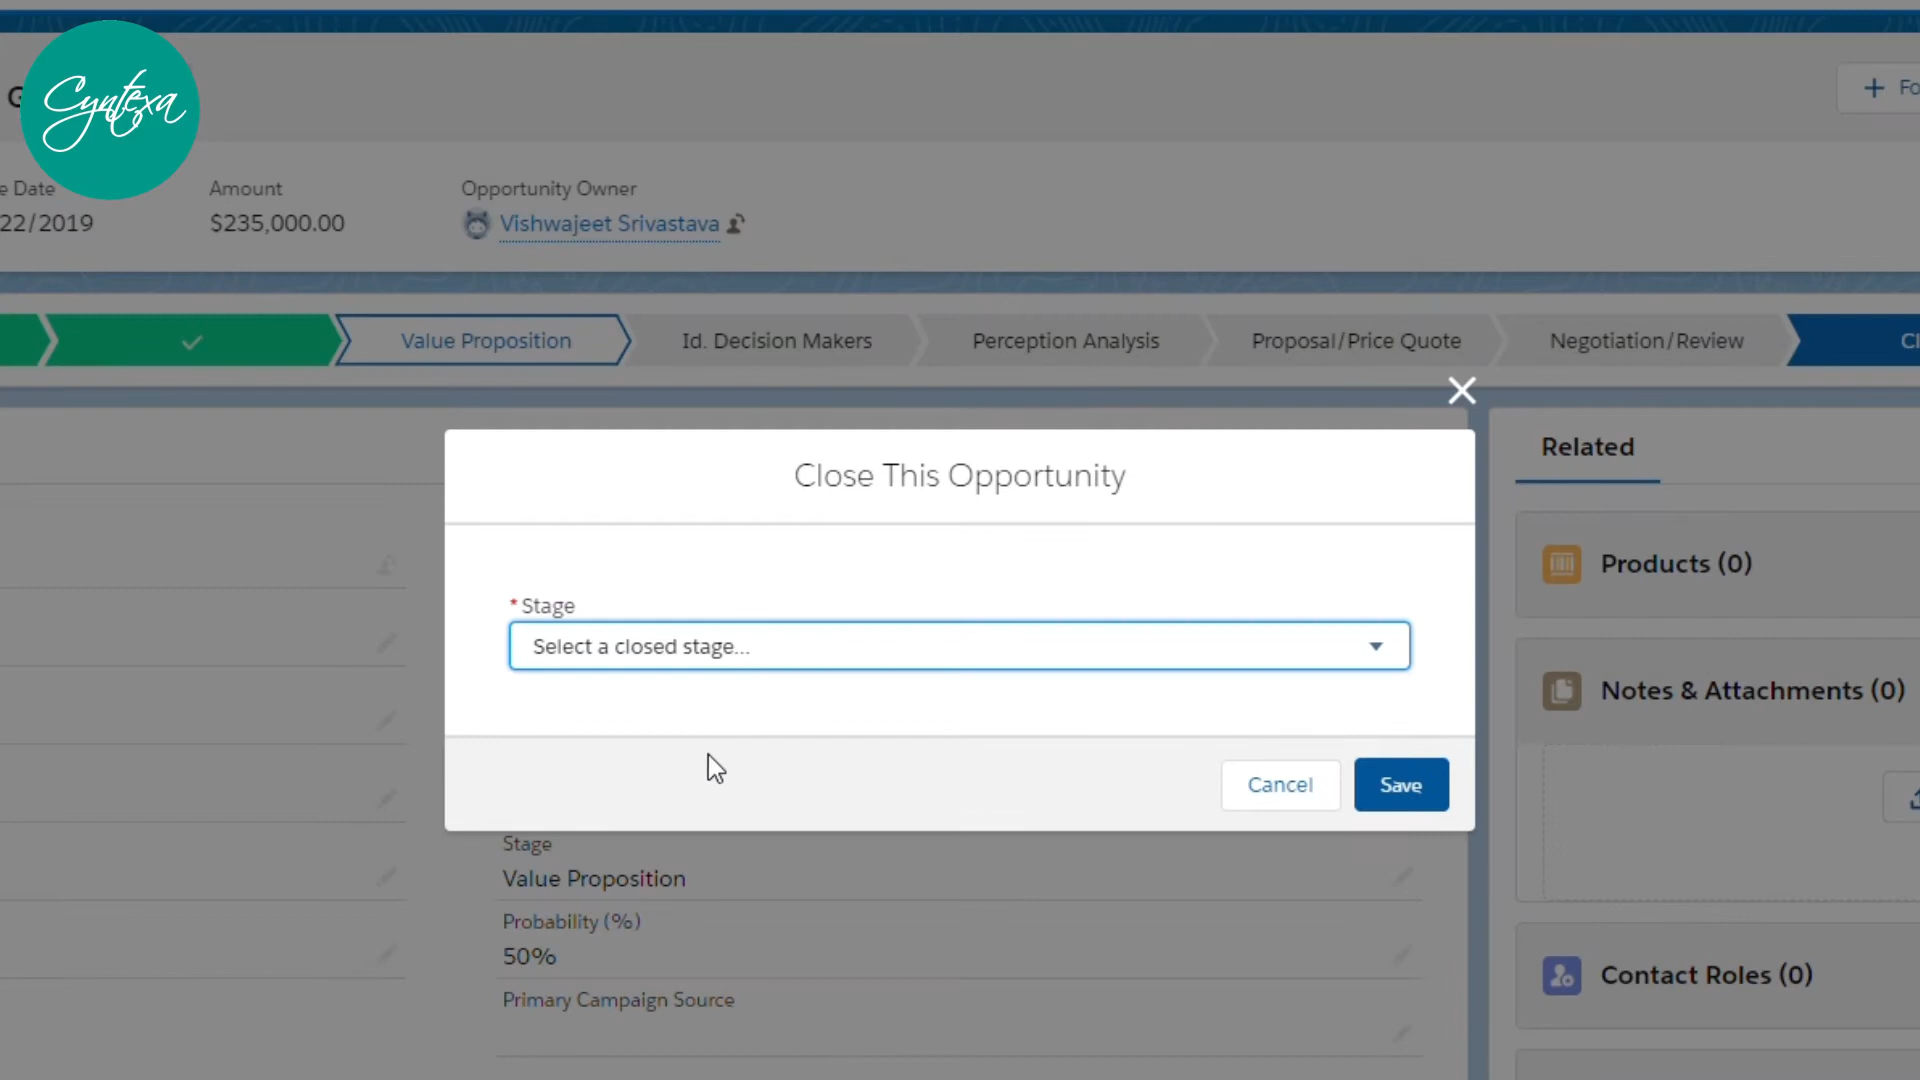 Cyntexa
G
+ Fo
e Date
Amount
Opportunity Owner
22/2019
$235,000.00
Vishwajeet Srivastava
Value Proposition
Id. Decision Makers
Perception Analysis
Proposal/Price Quote
Negotiation/Review
Cl
Close This Opportunity
* Stage
Select a closed stage...
Cancel
Save
Stage
Value Proposition
Probability (%)
50%
Primary Campaign Source
Related
Products (0)
Notes & Attachments (0)
Contact Roles (0)